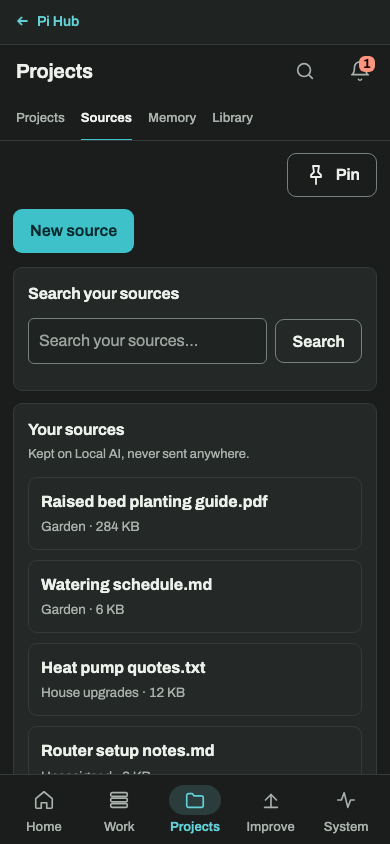 Pi Hub
Projects
1
Projects Sources Memory Library
Pin
New source
Search your sources
Search your sources...
Search
Your sources
Kept on Local AI, never sent anywhere.
Raised bed planting guide.pdf
Garden · 284 KB
Watering schedule.md
Garden · 6 KB
Heat pump quotes.txt
House upgrades · 12 KB
Router setup notes.md
Home Work Projects Improve System